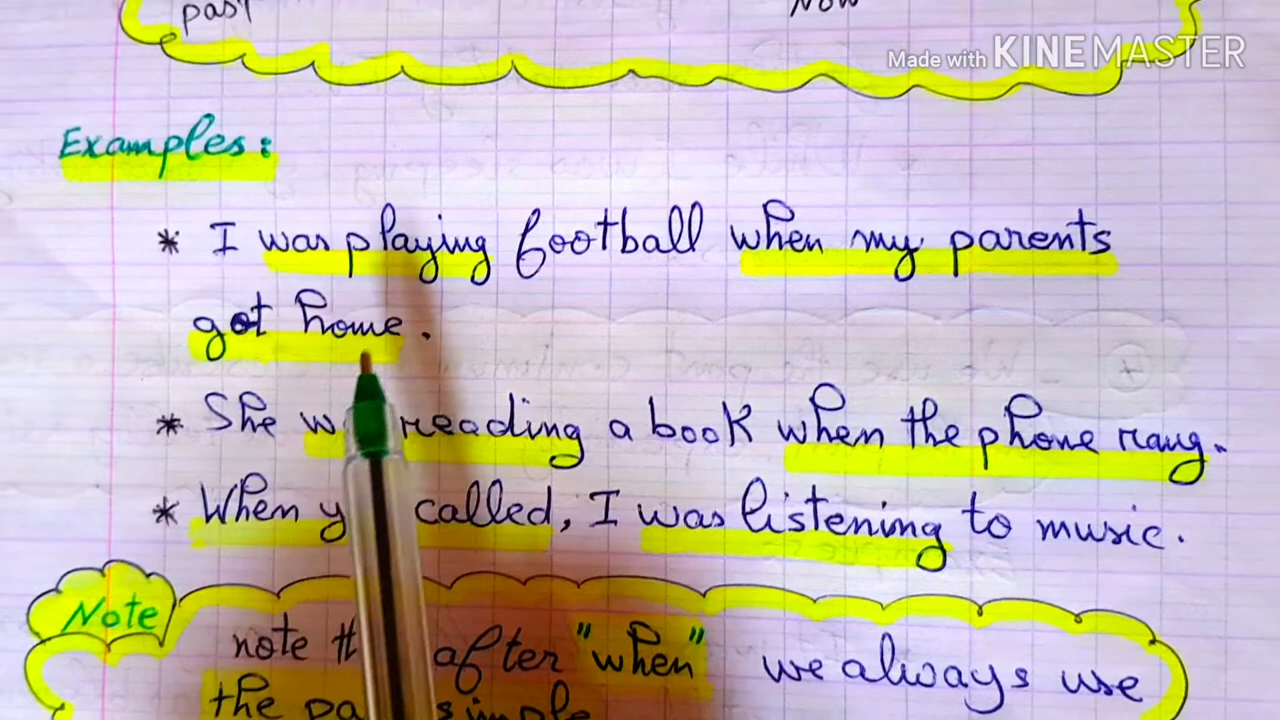 past Now
Made with KINEMASTER
Examples:
* I was playing football when my parents
got home.
* She reading a book when the phone rang.
* When called, I was listening to music.
Note
note after "when" we always use
the simple